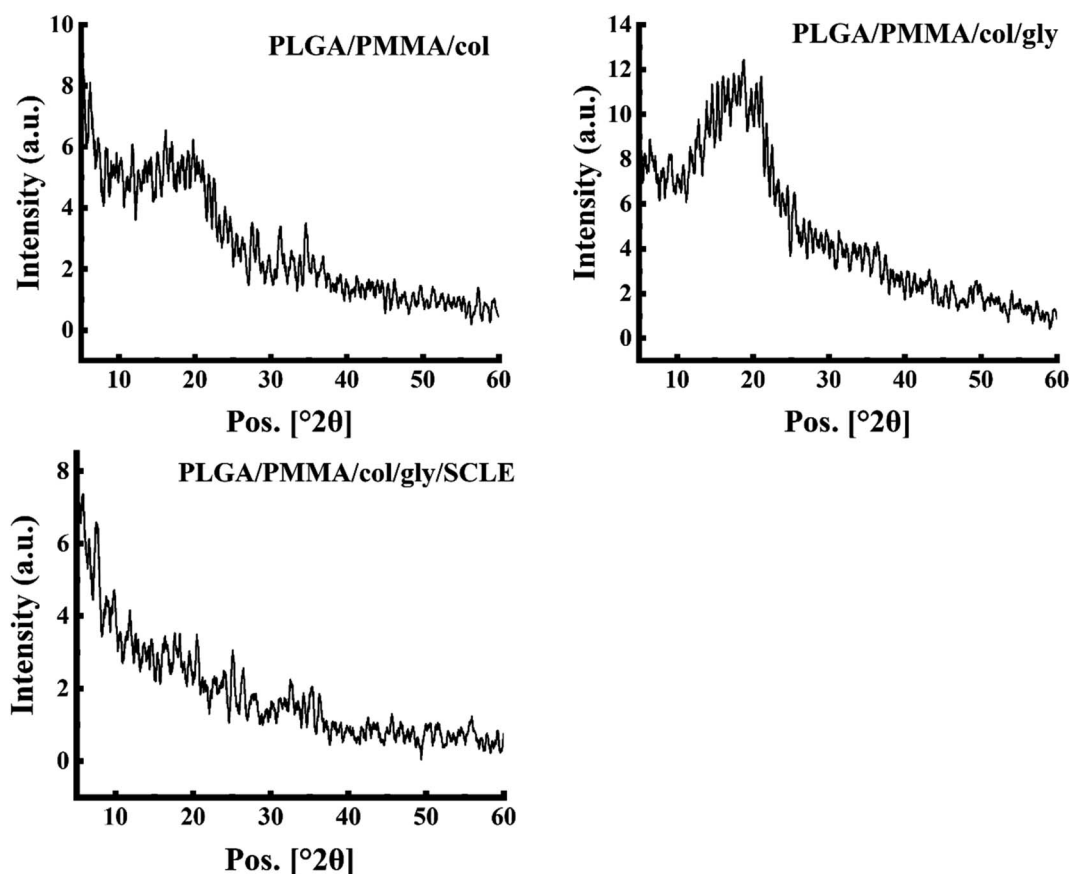 PLGA/PMMA/col
Intensity (a.u.)
10
8
6
4
2
0
10 20 30 40 50 60
Pos. [°2θ]
PLGA/PMMA/col/gly
Intensity (a.u.)
14
12
10
8
6
4
2
0
10 20 30 40 50 60
Pos. [°2θ]
PLGA/PMMA/col/gly/SCLE
Intensity (a.u.)
8
6
4
2
0
10 20 30 40 50 60
Pos. [°2θ]